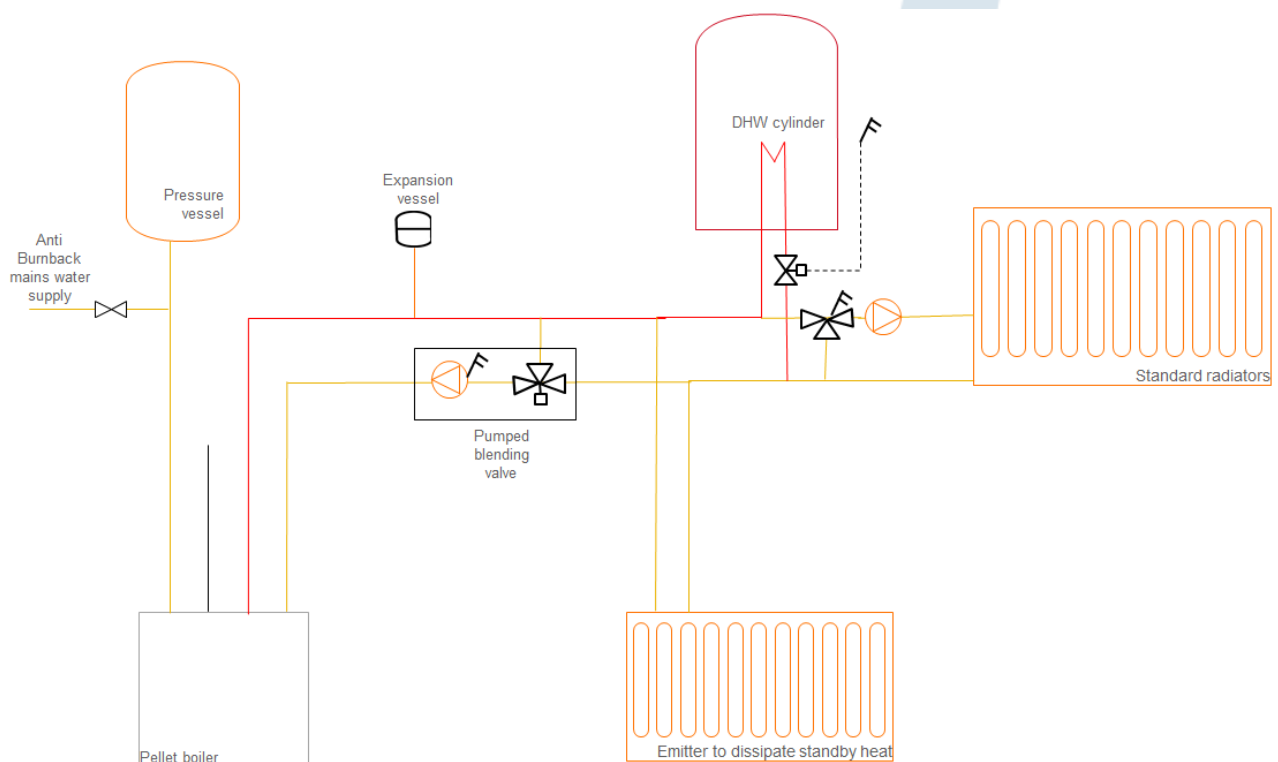 DHW cylinder
Pressure
vessel
Expansion
vessel
Anti
Burnback
mains water
supply
Standard radiators
Pumped
blending
valve
Pellet boiler
Emitter to dissipate standby heat